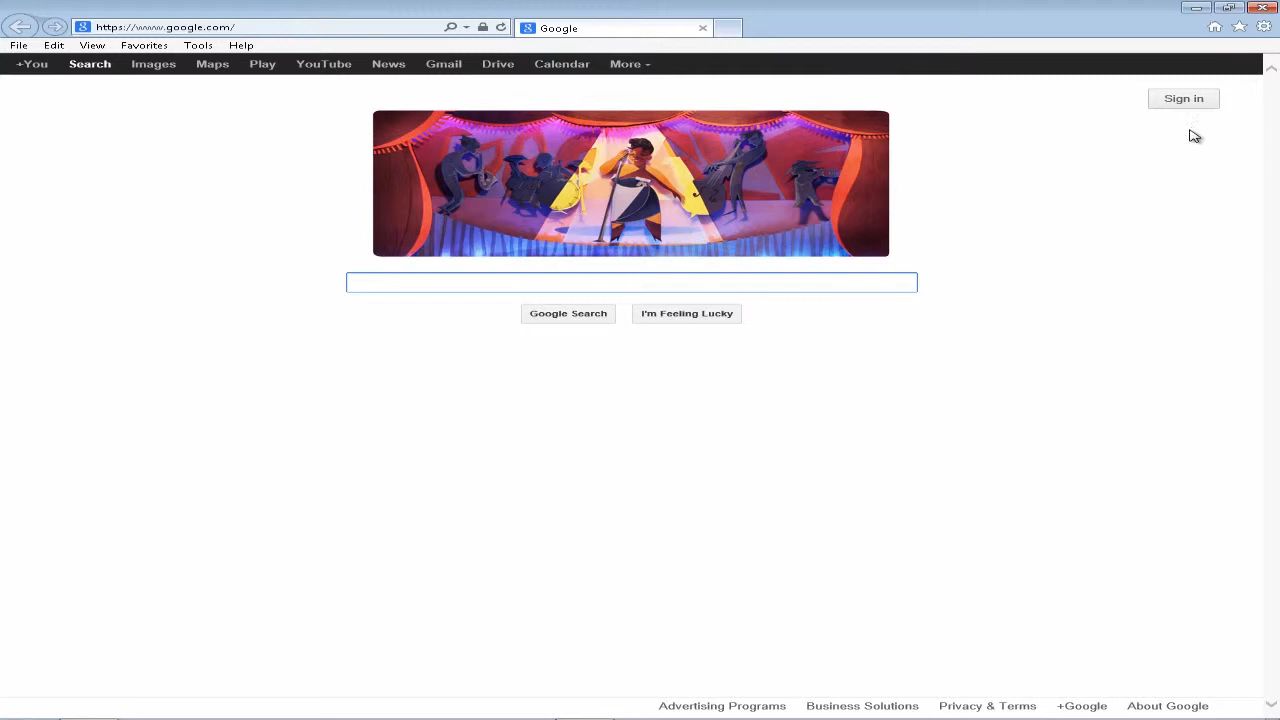 https://www.google.com/
Google
File Edit View Favorites Tools Help
+You Search Images Maps Play YouTube News Gmail Drive Calendar More
Sign in
Google Search I'm Feeling Lucky
Advertising Programs Business Solutions Privacy & Terms +Google About Google